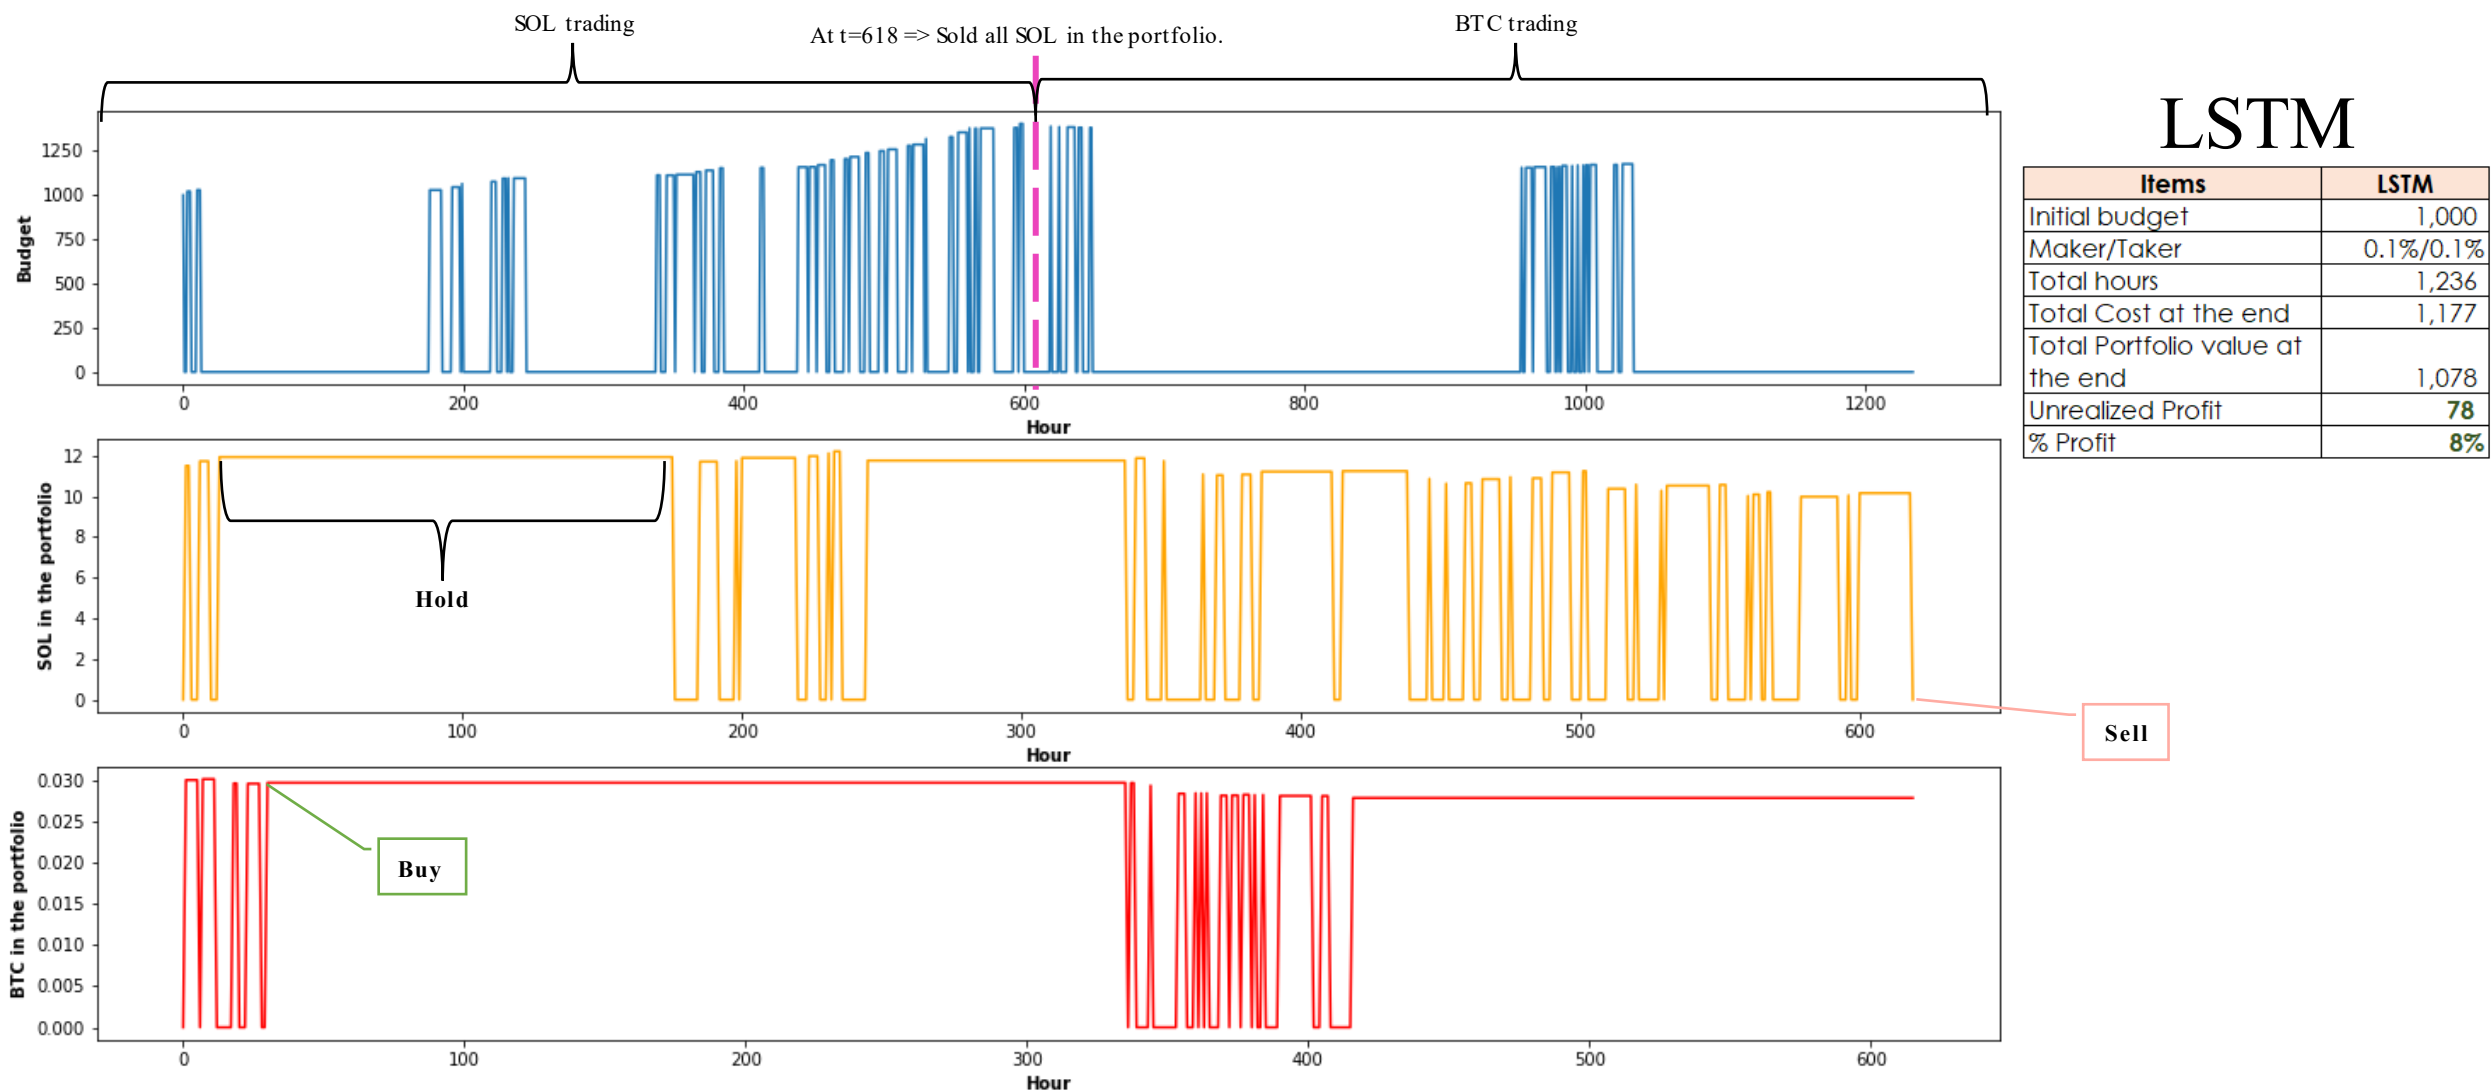 SOL trading
At t=618 => Sold all SOL in the portfolio.
BTC trading
1250
1000
750
500
250
0
Budget
0 200 400 600 800 1000 1200
Hour
12
10
8
6
4
2
0
SOL in the portfolio
Hold
0 100 200 300 400 500 600
Hour
Sell
0.030
0.025
0.020
0.015
0.010
0.005
0.000
BTC in the portfolio
Buy
0 100 200 300 400 500 600
Hour
LSTM
Items LSTM
Initial budget 1,000
Maker/Taker 0.1%/0.1%
Total hours 1,236
Total Cost at the end 1,177
Total Portfolio value at
the end 1,078
Unrealized Profit 78
% Profit 8%